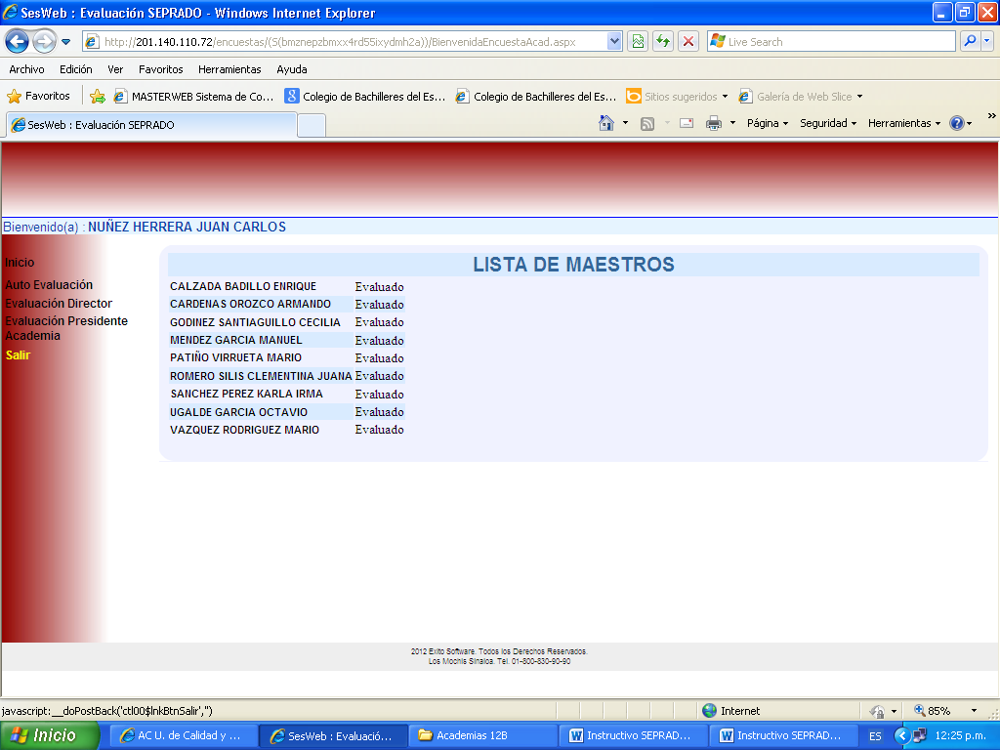 SesWeb : Evaluación SEPRADO - Windows Internet Explorer
http://201.140.110.72/encuestas/(S(bmznepzbmxx4rd55ixydmh2a))/BienvenidaEncuestaAcad.aspx
Live Search
Archivo Edición Ver Favoritos Herramientas Ayuda
Favoritos MASTERWEB Sistema de Co... Colegio de Bachilleres del Es... Colegio de Bachilleres del Es... Sitios sugeridos Galería de Web Slice
SesWeb : Evaluación SEPRADO Página Seguridad Herramientas »
Bienvenido(a) : NUÑEZ HERRERA JUAN CARLOS
Inicio
Auto Evaluación
Evaluación Director
Evaluación Presidente
Academia
Salir
LISTA DE MAESTROS
CALZADA BADILLO ENRIQUE Evaluado
CARDENAS OROZCO ARMANDO Evaluado
GODINEZ SANTIAGUILLO CECILIA Evaluado
MENDEZ GARCIA MANUEL Evaluado
PATIÑO VIRRUETA MARIO Evaluado
ROMERO SILIS CLEMENTINA JUANA Evaluado
SANCHEZ PEREZ KARLA IRMA Evaluado
UGALDE GARCIA OCTAVIO Evaluado
VAZQUEZ RODRIGUEZ MARIO Evaluado
2012 Exito Software. Todos los Derechos Reservados.
Los Mochis Sinaloa. Tel. 01-800-830-90-90
javascript:__doPostBack('ctl00$lnkBtnSalir','') Internet 85%
Inicio AC U. de Calidad y ... SesWeb : Evaluació... Academias 12B Instructivo SEPRAD... Instructivo SEPRAD... ES 12:25 p.m.